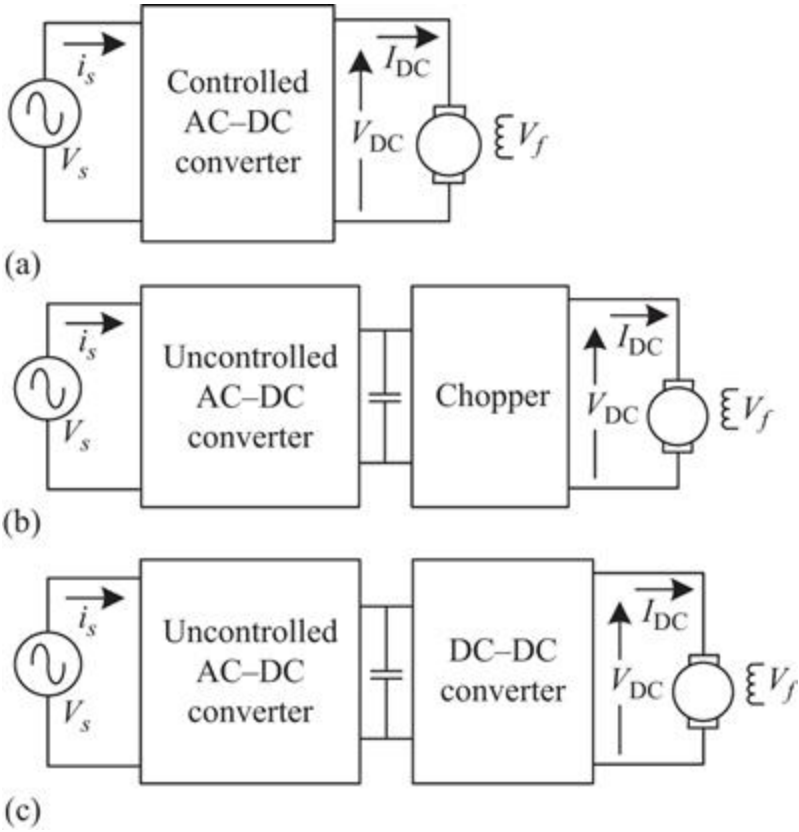 i_s
I_DC
Controlled
AC–DC
converter
V_DC
V_f
V_s
(a)
i_s
I_DC
Uncontrolled
AC–DC
converter
Chopper
V_DC
V_f
V_s
(b)
i_s
I_DC
Uncontrolled
AC–DC
converter
DC–DC
converter
V_DC
V_f
V_s
(c)